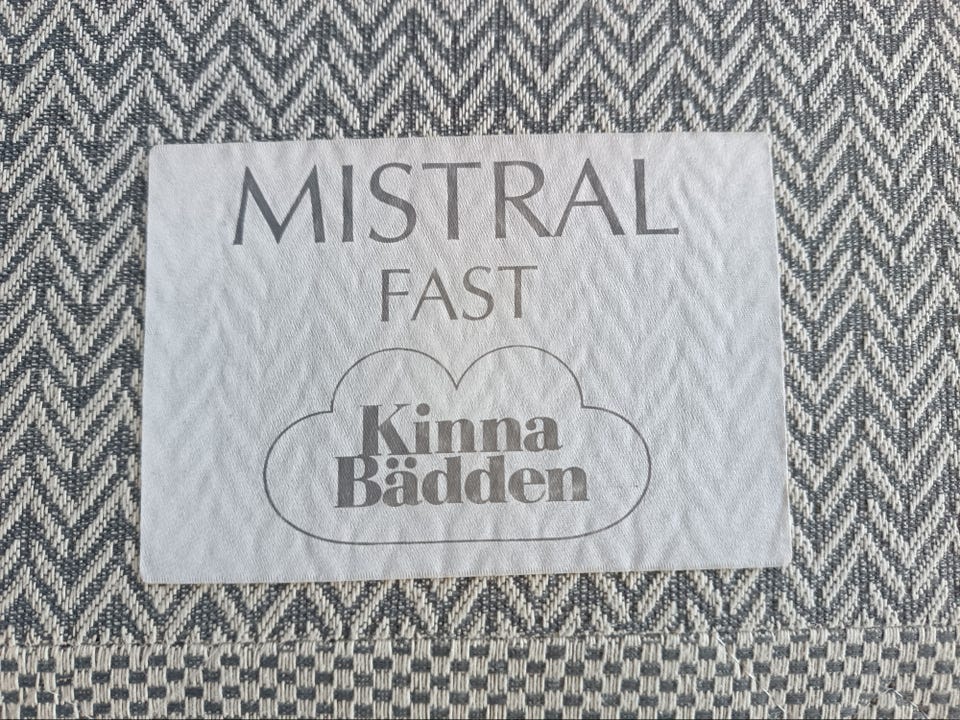 MISTRAL
FAST
Kinna
Bädden